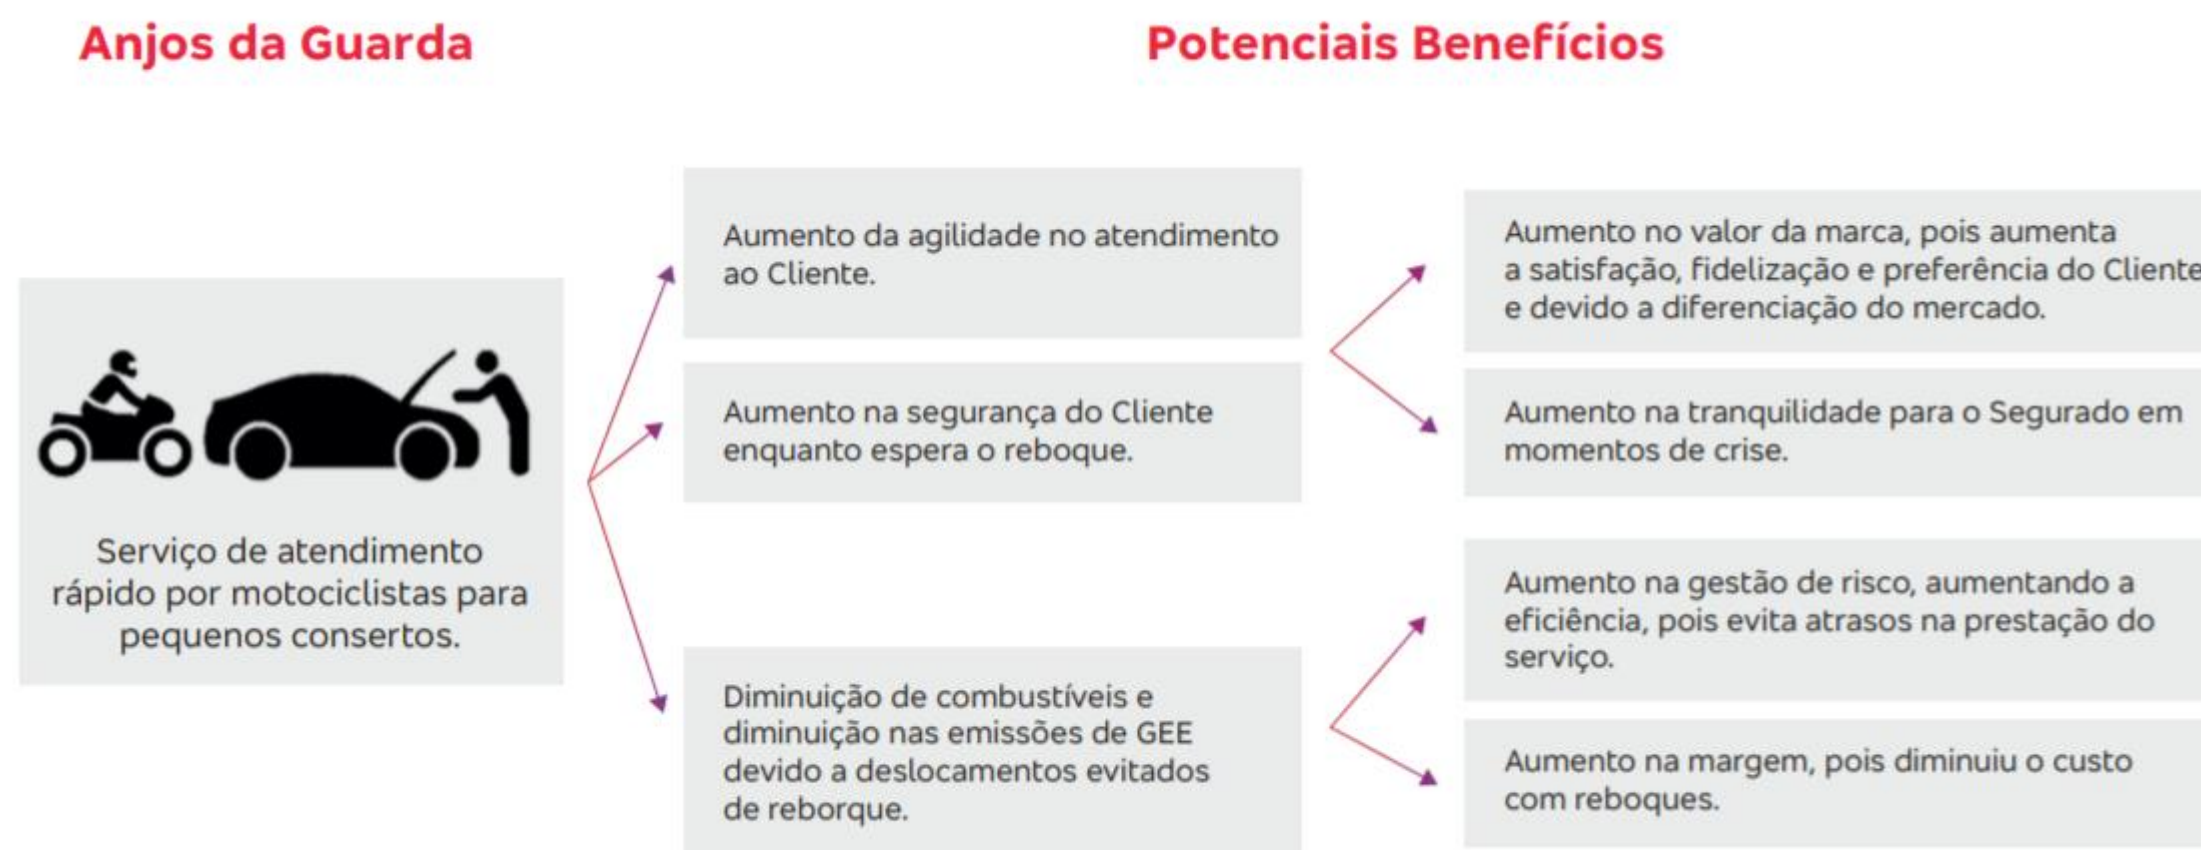 Anjos da Guarda
Potenciais Benefícios
Serviço de atendimento
rápido por motociclistas para
pequenos consertos.
Aumento da agilidade no atendimento
ao Cliente.
Aumento na segurança do Cliente
enquanto espera o reboque.
Diminuição de combustíveis e
diminuição nas emissões de GEE
devido a deslocamentos evitados
de reborque.
Aumento no valor da marca, pois aumenta
a satisfação, fidelização e preferência do Cliente
e devido a diferenciação do mercado.
Aumento na tranquilidade para o Segurado em
momentos de crise.
Aumento na gestão de risco, aumentando a
eficiência, pois evita atrasos na prestação do
serviço.
Aumento na margem, pois diminuiu o custo
com reboques.